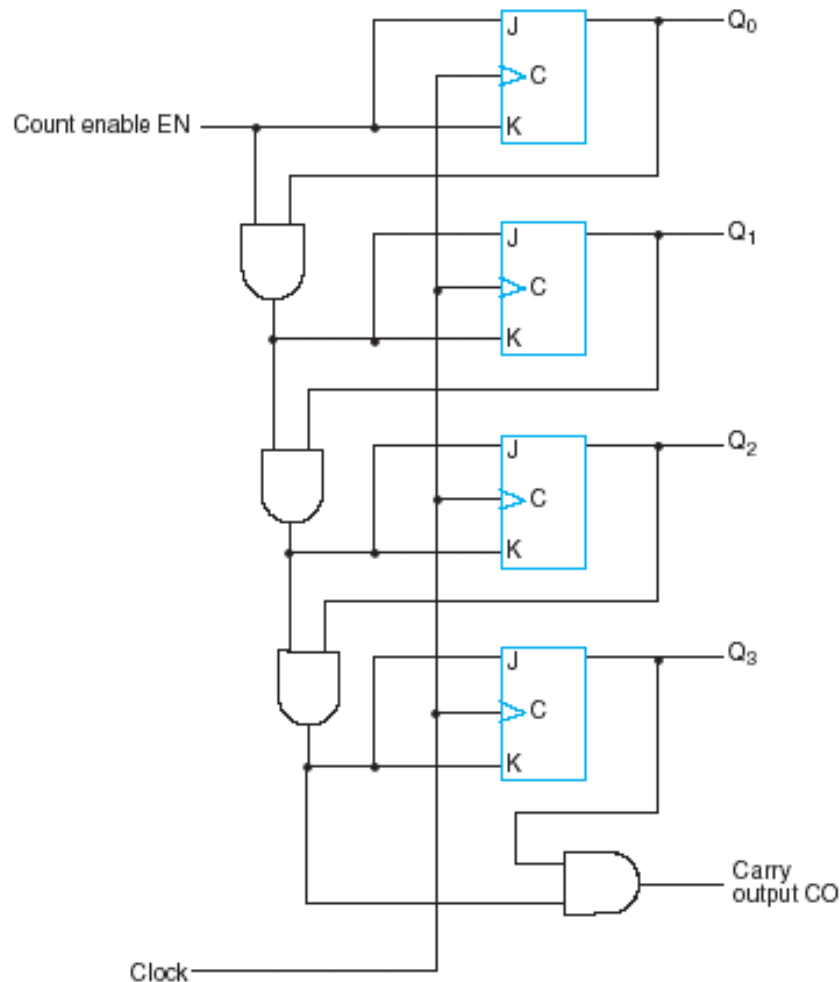 J
Q0
C
Count enable EN
K
J
Q1
C
K
J
Q2
C
K
J
Q3
C
K
Carry
output CO
Clock